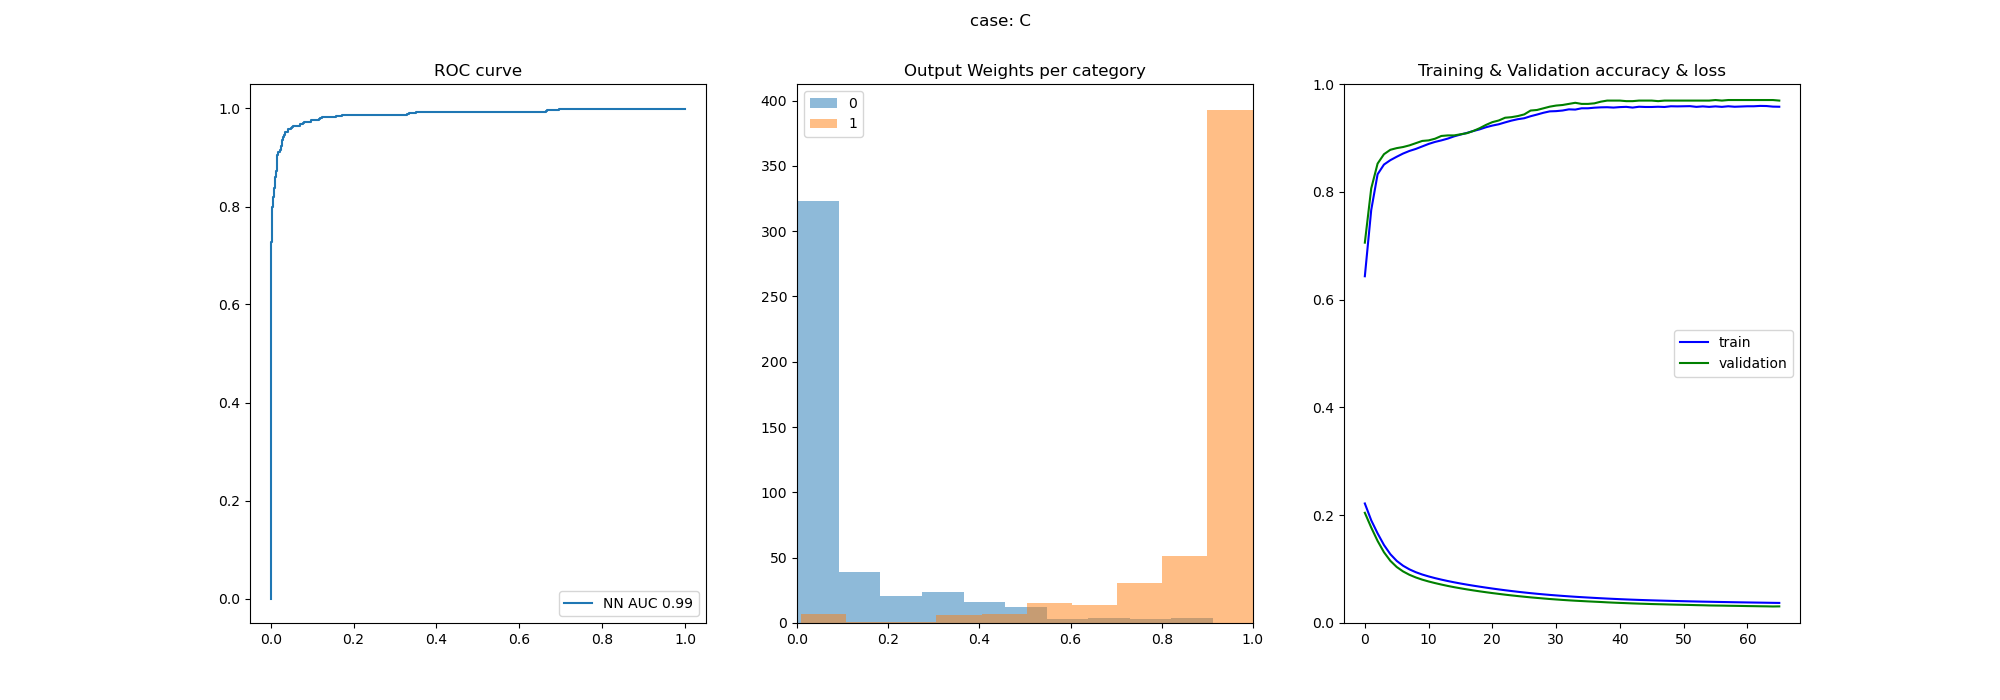 case: C
ROC curve
1.0
0.8
0.6
0.4
0.2
0.0
0.0 0.2 0.4 0.6 0.8 1.0
NN AUC 0.99
Output Weights per category
400
350
300
250
200
150
100
50
0
0.0 0.2 0.4 0.6 0.8 1.0
0
1
Training & Validation accuracy & loss
1.0
0.8
0.6
0.4
0.2
0.0
0 10 20 30 40 50 60
train
validation